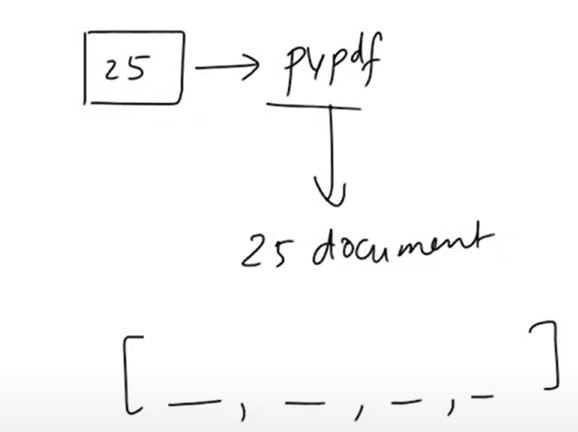 25 → pypdf
25 document
[ _, _, _, _ ]